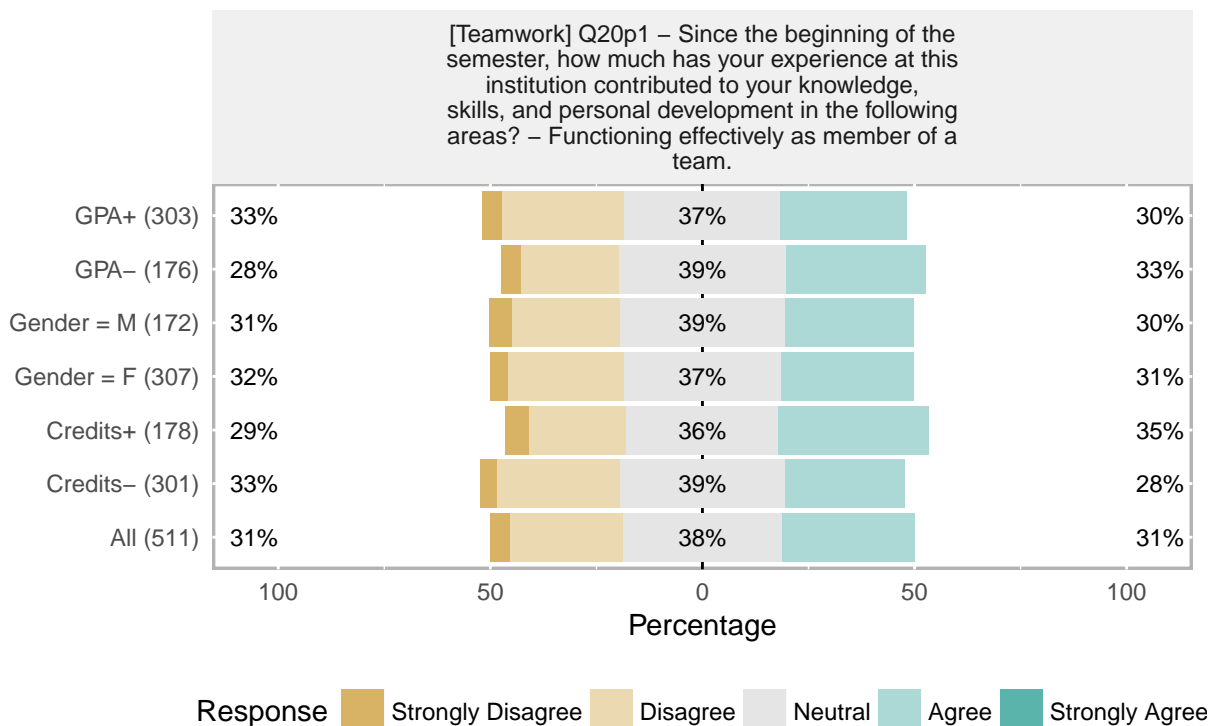 [Teamwork] Q20p1 – Since the beginning of the
semester, how much has your experience at this
institution contributed to your knowledge,
skills, and personal development in the following
areas? – Functioning effectively as member of a
team.
GPA+ (303) 33% 37% 30%
GPA− (176) 28% 39% 33%
Gender = M (172) 31% 39% 30%
Gender = F (307) 32% 37% 31%
Credits+ (178) 29% 36% 35%
Credits− (301) 33% 39% 28%
All (511) 31% 38% 31%
100 50 0 50 100
Percentage
Response Strongly Disagree Disagree Neutral Agree Strongly Agree